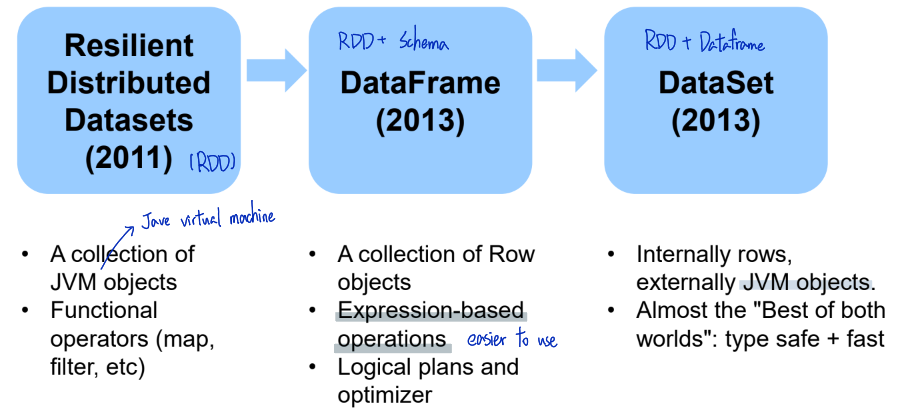 Resilient
Distributed
Datasets
(2011) (RDD)
RDD + Schema
DataFrame
(2013)
RDD + Dataframe
DataSet
(2013)
Jave virtual machine
• A collection of
JVM objects
• Functional
operators (map,
filter, etc)
• A collection of Row
objects
• Expression-based
operations easier to use
• Logical plans and
optimizer
• Internally rows,
externally JVM objects.
• Almost the "Best of both
worlds": type safe + fast